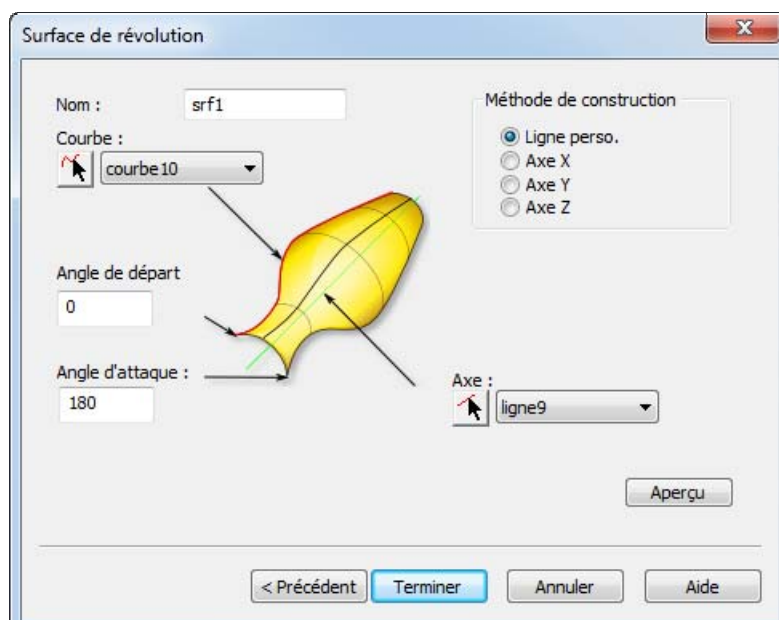 Surface de révolution
Nom :
srf1
Courbe :
courbe10
Méthode de construction
Ligne perso.
Axe X
Axe Y
Axe Z
Angle de départ
0
Angle d'attaque :
180
Axe :
ligne9
Aperçu
< Précédent
Terminer
Annuler
Aide